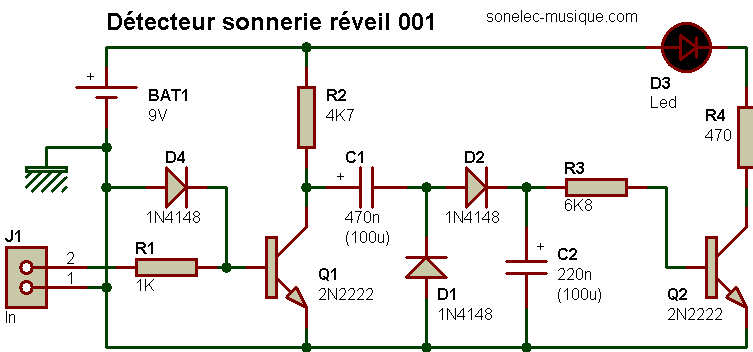 Détecteur sonnerie réveil 001
sonelec-musique.com
D3
Led
BAT1
9V
+
R2
4K7
R4
470
D4
1N4148
C1
+
470n
(100u)
D2
1N4148
R3
6K8
J1
2
1
In
R1
1K
Q1
2N2222
D1
1N4148
+
C2
220n
(100u)
Q2
2N2222